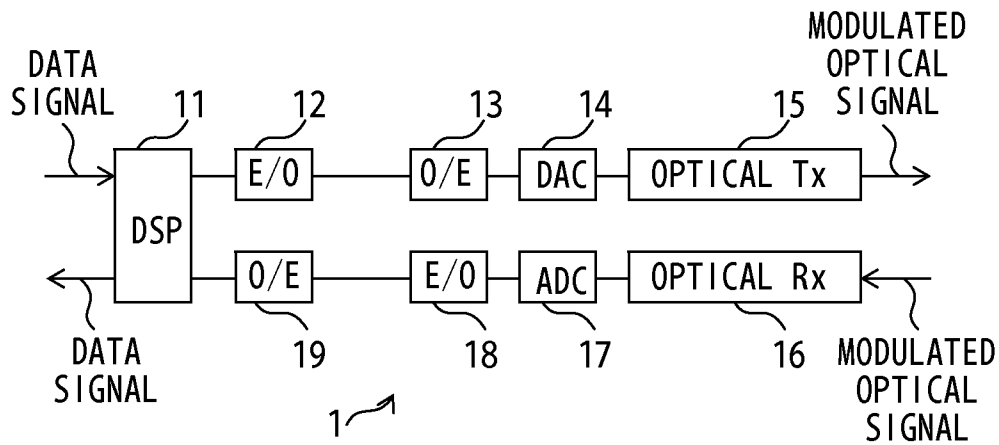 MODULATED
OPTICAL
SIGNAL
DATA
SIGNAL
11
12
13
14
15
E/O
O/E
DAC
OPTICAL Tx
DSP
O/E
E/O
ADC
OPTICAL Rx
DATA
SIGNAL
19
18
17
16
MODULATED
OPTICAL
SIGNAL
1